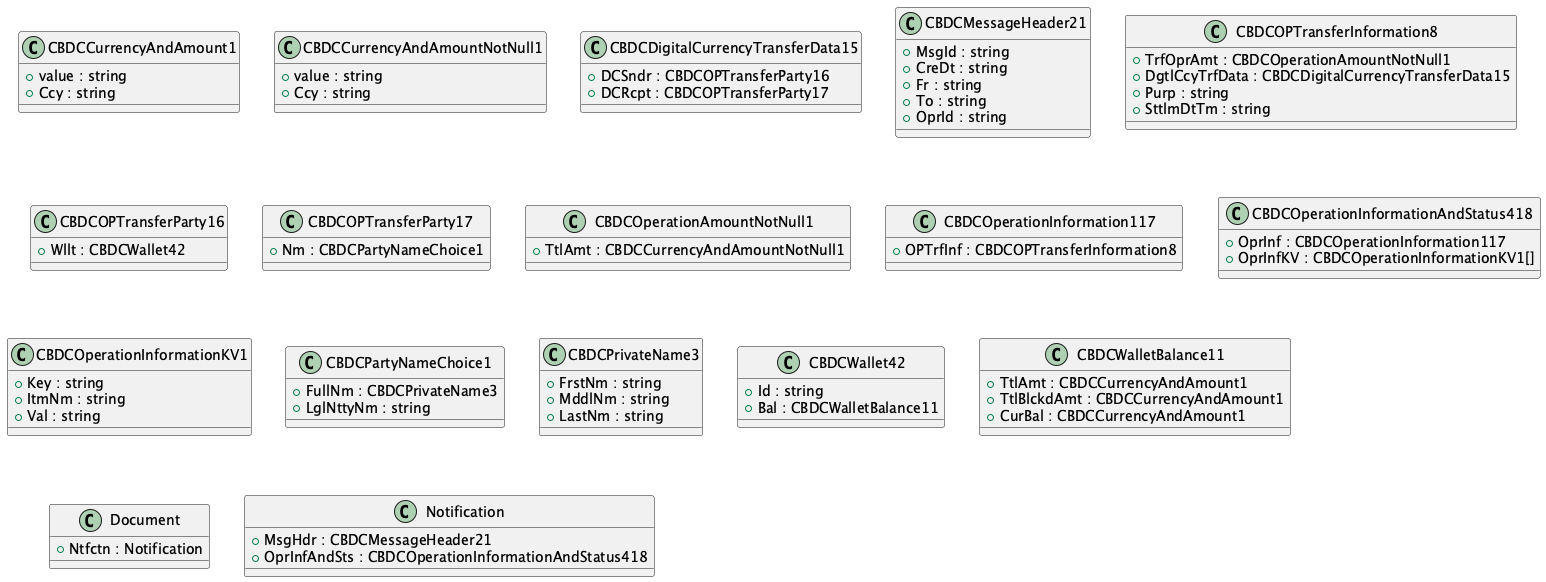 C CBDCCurrencyAndAmount1
value : string
Ccy : string
C CBDCCurrencyAndAmountNotNull1
value : string
Ccy : string
C CBDCDigitalCurrencyTransferData15
DCSndr : CBDCOPTransferParty16
DCRcpt : CBDCOPTransferParty17
C CBDCMessageHeader21
MsgId : string
CreDt : string
Fr : string
To : string
OprId : string
C CBDCOPTransferInformation8
TrfOprAmt : CBDCOperationAmountNotNull1
DgtlCcyTrfData : CBDCDigitalCurrencyTransferData15
Purp : string
SttlmDtTm : string
C CBDCOPTransferParty16
Wllt : CBDCWallet42
C CBDCOPTransferParty17
Nm : CBDCPartyNameChoice1
C CBDCOperationAmountNotNull1
TtlAmt : CBDCCurrencyAndAmountNotNull1
C CBDCOperationInformation117
OPTrfInf : CBDCOPTransferInformation8
C CBDCOperationInformationAndStatus418
OprInf : CBDCOperationInformation117
OprInfKV : CBDCOperationInformationKV1[]
C CBDCOperationInformationKV1
Key : string
ItmNm : string
Val : string
C CBDCPartyNameChoice1
FullNm : CBDCPrivateName3
LglNttyNm : string
C CBDCPrivateName3
FrstNm : string
MddlNm : string
LastNm : string
C CBDCWallet42
Id : string
Bal : CBDCWalletBalance11
C CBDCWalletBalance11
TtlAmt : CBDCCurrencyAndAmount1
TtlBlckdAmt : CBDCCurrencyAndAmount1
CurBal : CBDCCurrencyAndAmount1
C Document
Ntfctn : Notification
C Notification
MsgHdr : CBDCMessageHeader21
OprInfAndSts : CBDCOperationInformationAndStatus418